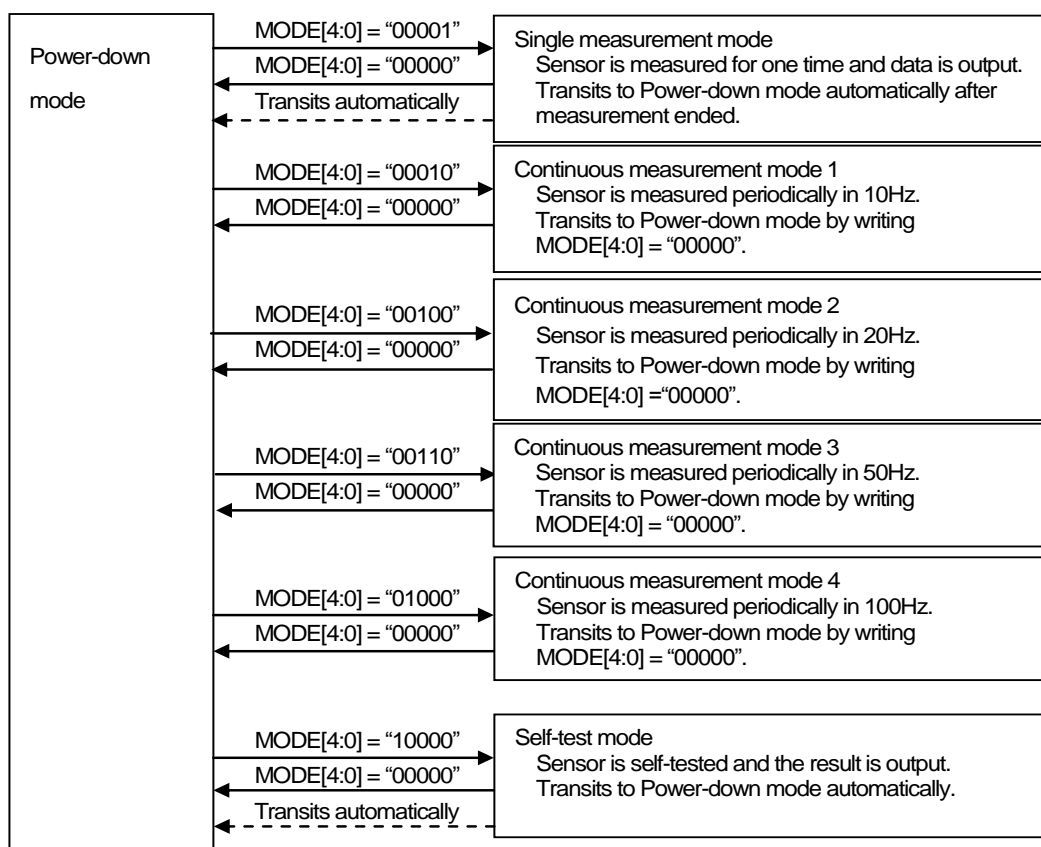 Power-down
mode
MODE[4:0] = “00001”
MODE[4:0] = “00000”
Transits automatically
Single measurement mode
Sensor is measured for one time and data is output.
Transits to Power-down mode automatically after
measurement ended.
MODE[4:0] = “00010”
MODE[4:0] = “00000”
Continuous measurement mode 1
Sensor is measured periodically in 10Hz.
Transits to Power-down mode by writing
MODE[4:0] = “00000”.
MODE[4:0] = “00100”
MODE[4:0] = “00000”
Continuous measurement mode 2
Sensor is measured periodically in 20Hz.
Transits to Power-down mode by writing
MODE[4:0] =“00000”.
MODE[4:0] = “00110”
MODE[4:0] = “00000”
Continuous measurement mode 3
Sensor is measured periodically in 50Hz.
Transits to Power-down mode by writing
MODE[4:0] = “00000”.
MODE[4:0] = “01000”
MODE[4:0] = “00000”
Continuous measurement mode 4
Sensor is measured periodically in 100Hz.
Transits to Power-down mode by writing
MODE[4:0] = “00000”.
MODE[4:0] = “10000”
MODE[4:0] = “00000”
Transits automatically
Self-test mode
Sensor is self-tested and the result is output.
Transits to Power-down mode automatically.